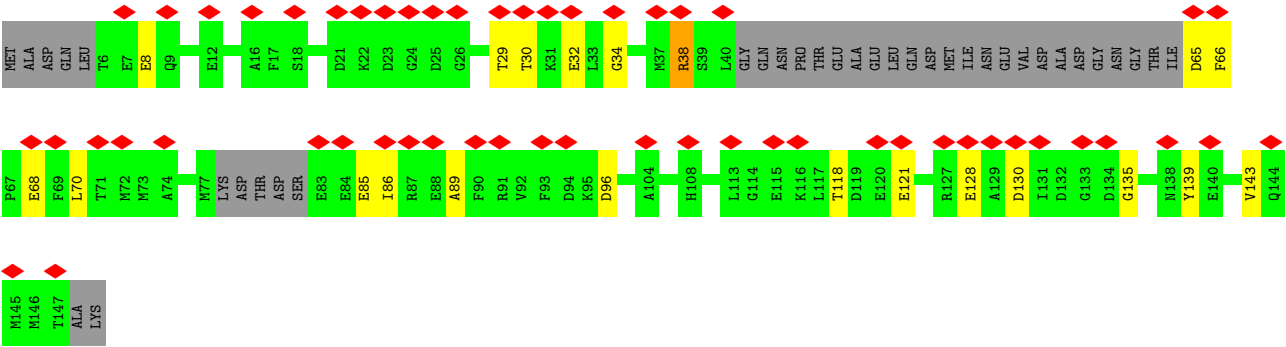 MET ALA ASP GLN LEU T6 E7 E8 Q9 E12 A16 F17 S18 D21 K22 D23 G24 D25 G26 T29 T30 K31 E32 L33 G34 M37 R38 S39 L40 GLY GLN ASN PRO THR GLU ALA GLU LEU GLN ASP MET ILE ASN GLU VAL ASP ALA ASP GLY ASN GLY THR ILE D65 F66
P67 E68 F69 L70 T71 M72 M73 A74 M77 LYS ASP THR ASP SER E83 E84 E85 I86 R87 E88 A89 F90 R91 V92 F93 D94 K95 D96 A104 H108 L113 G114 E115 K116 L117 T118 D119 E120 E121 R127 E128 A129 D130 I131 D132 G133 D134 G135 N138 Y139 E140 V143 Q144
M145 M146 T147 ALA LYS